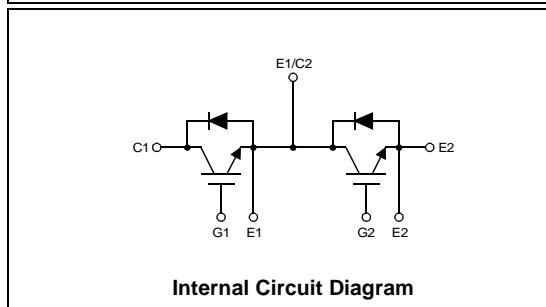 E1/C2
C1 E2
G1 E1 G2 E2
Internal Circuit Diagram